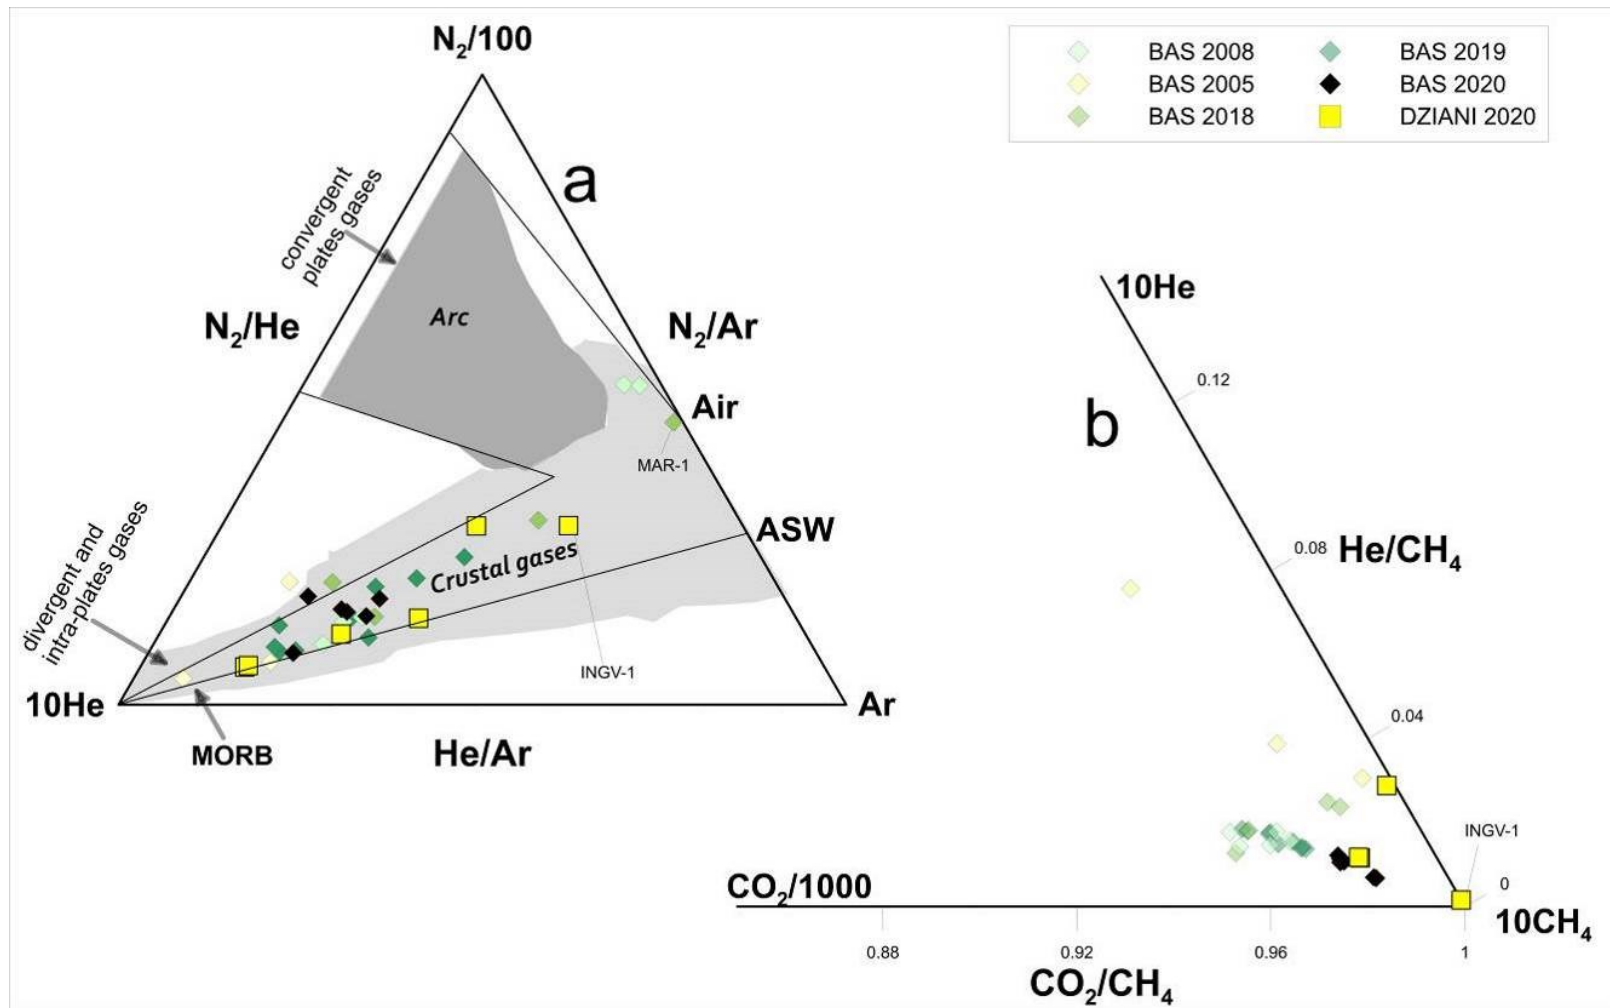 N₂/100
a
convergent
plates gases
Arc
N₂/He
N₂/Ar
Air
MAR-1
ASW
Crustal gases
divergent and
intra-plates gases
INGV-1
10He
Ar
MORB
He/Ar
BAS 2008
BAS 2019
BAS 2005
BAS 2020
BAS 2018
DZIANI 2020
10He
0.12
b
0.08
He/CH₄
0.04
INGV-1
0
CO₂/1000
10CH₄
0.88
0.92
0.96
1
CO₂/CH₄